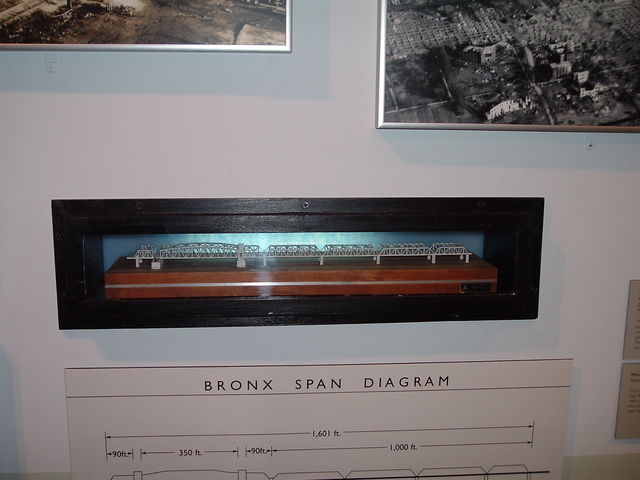 BRONX SPAN DIAGRAM
1,601 ft.
90ft. 350 ft. 90ft. 1,000 ft.